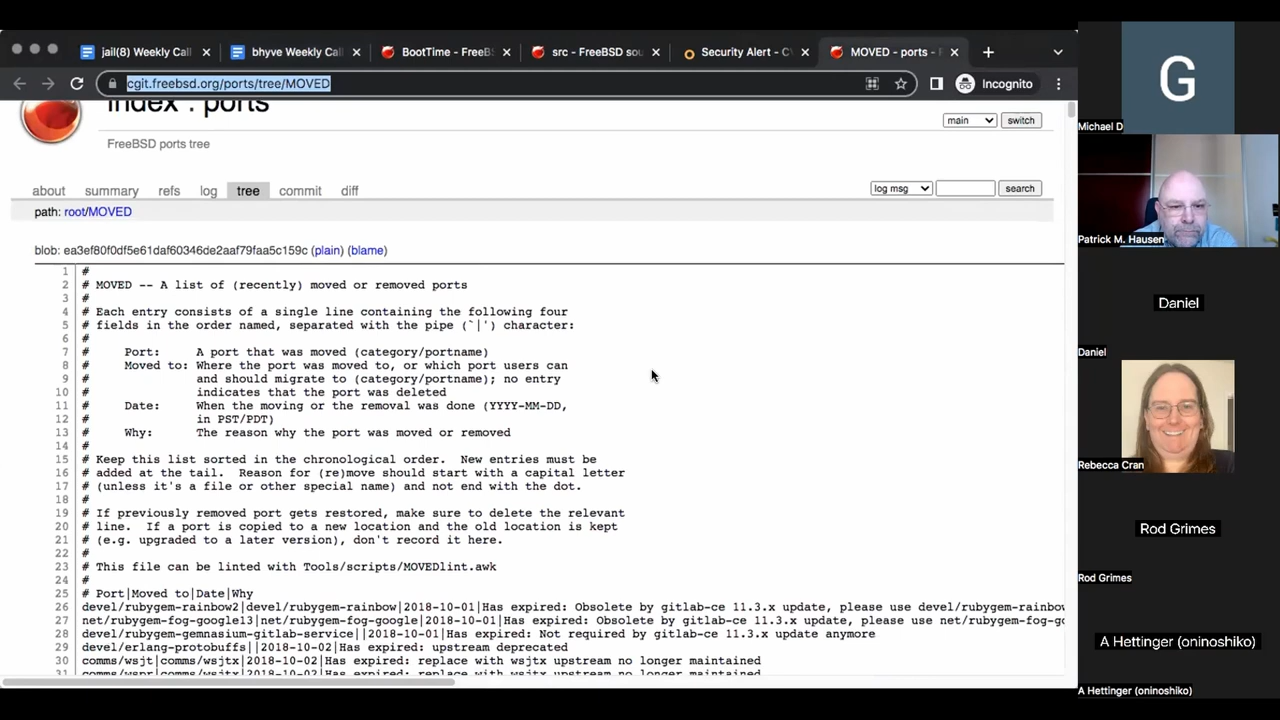 jail(8) Weekly Call
bhyve Weekly Call
BootTime - FreeBS
src - FreeBSD sou
Security Alert - C
MOVED - ports - F
cgit.freebsd.org/ports/tree/MOVED
Incognito
index : ports
main
switch
FreeBSD ports tree
about
summary
refs
log
tree
commit
diff
log msg
search
path: root/MOVED
blob: ea3ef80f0df5e61daf60346de2aaf79faa5c159c (plain) (blame)
1 #
2 # MOVED -- A list of (recently) moved or removed ports
3 #
4 # Each entry consists of a single line containing the following four
5 # fields in the order named, separated with the pipe (`|') character:
6 #
7 # Port: A port that was moved (category/portname)
8 # Moved to: Where the port was moved to, or which port users can
9 # and should migrate to (category/portname); no entry
10 # indicates that the port was deleted
11 # Date: When the moving or the removal was done (YYYY-MM-DD,
12 # in PST/PDT)
13 # Why: The reason why the port was moved or removed
14 #
15 # Keep this list sorted in the chronological order. New entries must be
16 # added at the tail. Reason for (re)move should start with a capital letter
17 # (unless it's a file or other special name) and not end with the dot.
18 #
19 # If previously removed port gets restored, make sure to delete the relevant
20 # line. If a port is copied to a new location and the old location is kept
21 # (e.g. upgraded to a later version), don't record it here.
22 #
23 # This file can be linted with Tools/scripts/MOVEDlint.awk
24 #
25 # Port|Moved to|Date|Why
26 devel/rubygem-rainbow2|devel/rubygem-rainbow|2018-10-01|Has expired: Obsolete by gitlab-ce 11.3.x update, please use devel/rubygem-rainbow
27 net/rubygem-fog-google13|net/rubygem-fog-google|2018-10-01|Has expired: Obsolete by gitlab-ce 11.3.x update, please use net/rubygem-fog-go
28 devel/rubygem-gemnasium-gitlab-service||2018-10-01|Has expired: Not required by gitlab-ce 11.3.x update anymore
29 devel/erlang-protobuffs||2018-10-02|Has expired: upstream deprecated
30 comms/wsjt|comms/wsjtx|2018-10-02|Has expired: replace with wsjtx upstream no longer maintained
31 comms/wspr|comms/wsjtx|2018-10-02|Has expired: replace with wsjtx upstream no longer maintained
G
Michael D
Patrick M. Hausen
Daniel
Daniel
Rebecca Cran
Rod Grimes
Rod Grimes
A Hettinger (oninoshiko)
A Hettinger (oninoshiko)